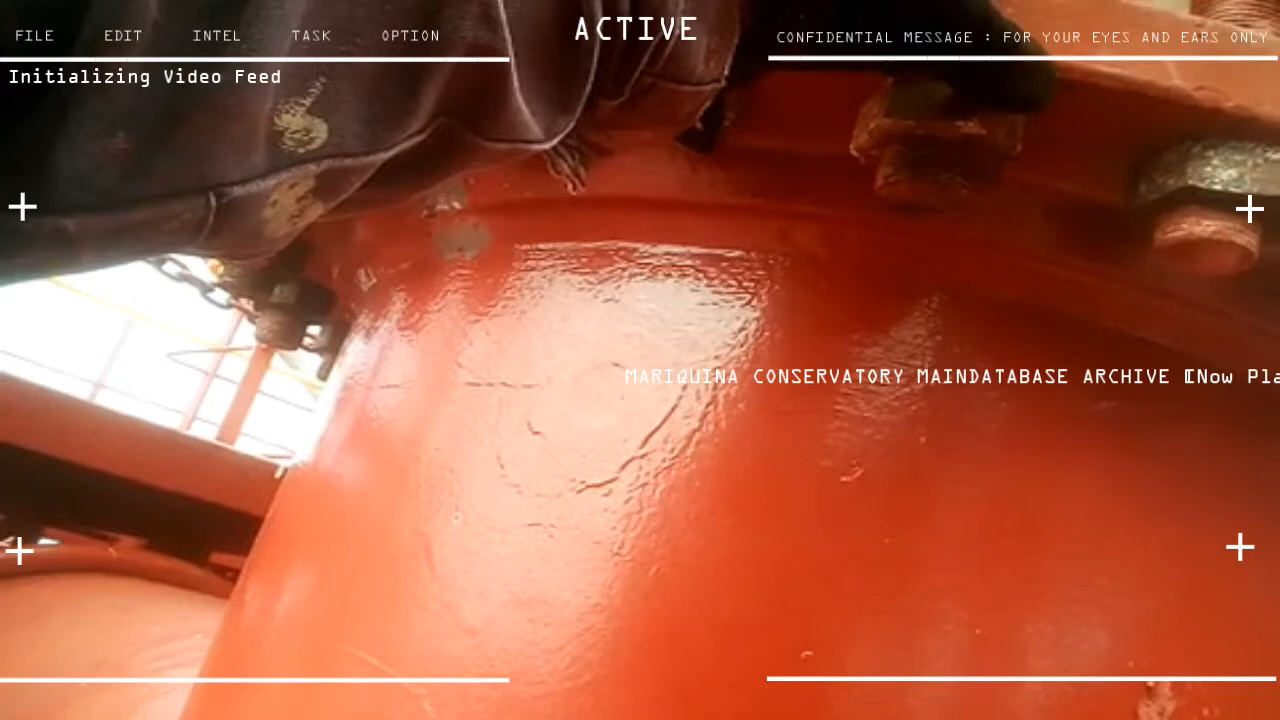 FILE EDIT INTEL TASK OPTION
ACTIVE
CONFIDENTIAL MESSAGE : FOR YOUR EYES AND EARS ONLY
Initializing Video Feed
MARIQUINA CONSERVATORY MAINDATABASE ARCHIVE [Now Pla